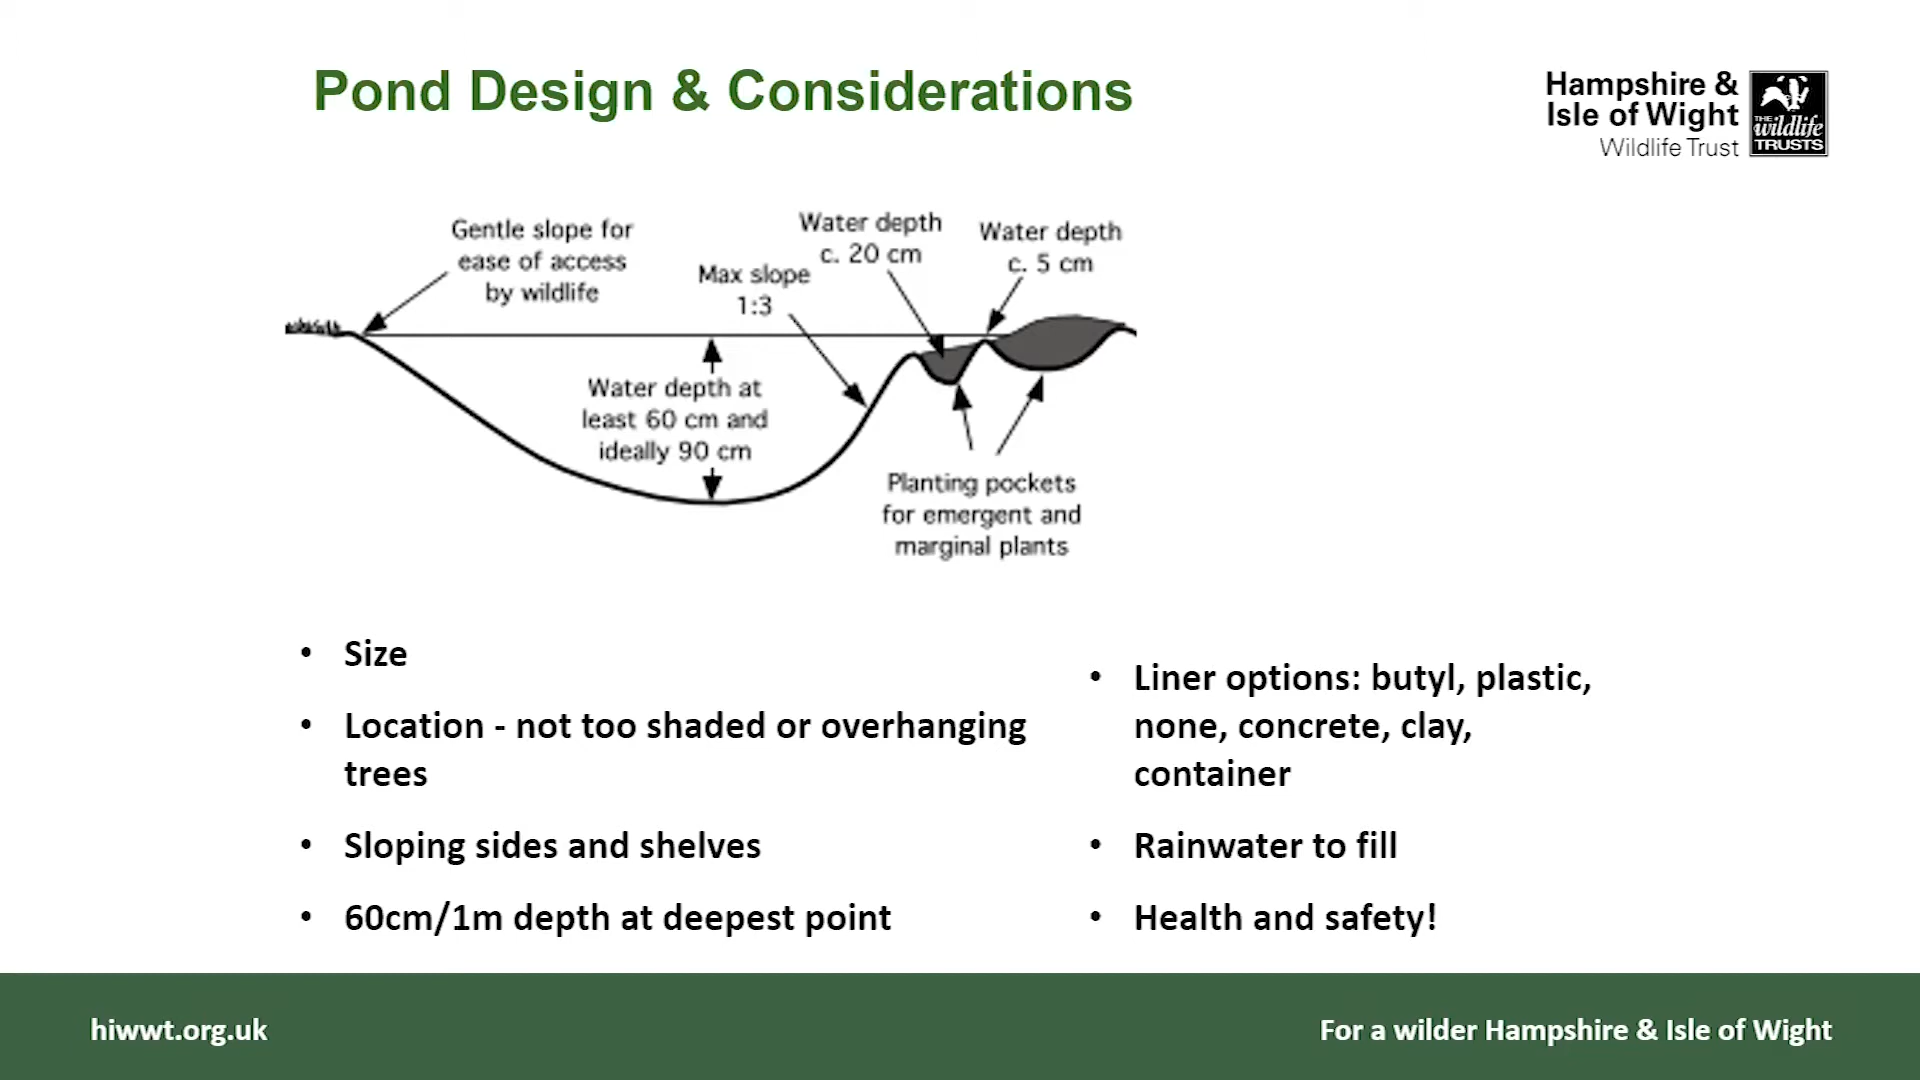 Pond Design & Considerations
Hampshire &
Isle of Wight
Wildlife Trust
THE
wildlife
TRUSTS
Gentle slope for
ease of access
by wildlife
Max slope
1:3
Water depth
c. 20 cm
Water depth
c. 5 cm
Water depth at
least 60 cm and
ideally 90 cm
Planting pockets
for emergent and
marginal plants
• Size
• Location - not too shaded or overhanging
trees
• Sloping sides and shelves
• 60cm/1m depth at deepest point
• Liner options: butyl, plastic,
none, concrete, clay,
container
• Rainwater to fill
• Health and safety!
hiwwt.org.uk
For a wilder Hampshire & Isle of Wight